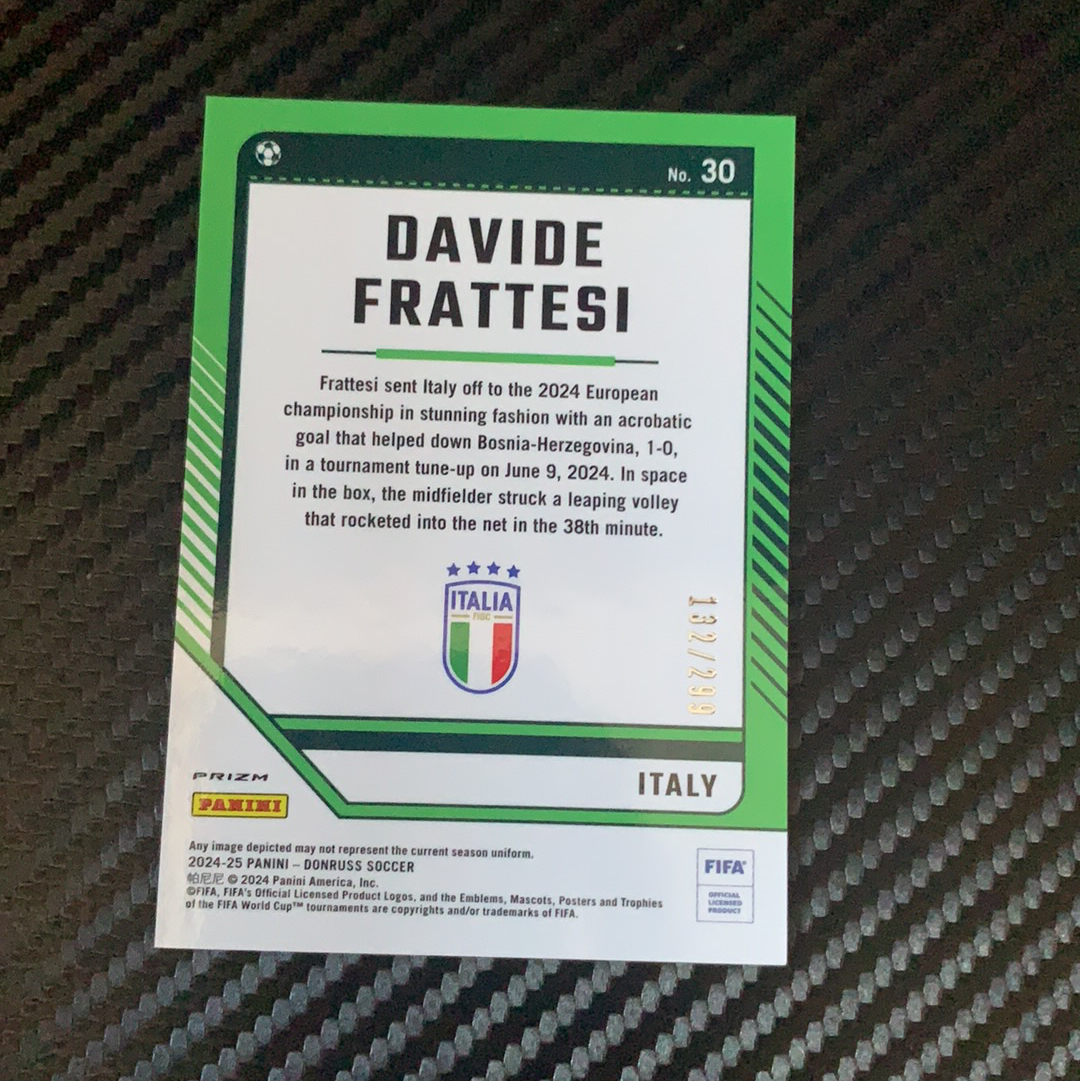 No. 30
DAVIDE
FRATTESI
Frattesi sent Italy off to the 2024 European
championship in stunning fashion with an acrobatic
goal that helped down Bosnia-Herzegovina, 1-0,
in a tournament tune-up on June 9, 2024. In space
in the box, the midfielder struck a leaping volley
that rocketed into the net in the 38th minute.
ITALIA
FIGC
182/299
ITALY
PRIZM
PANINI
Any image depicted may not represent the current season uniform.
2024-25 PANINI – DONRUSS SOCCER
帕尼尼 © 2024 Panini America, Inc.
©FIFA, FIFA's Official Licensed Product Logos, and the Emblems, Mascots, Posters and Trophies
of the FIFA World Cup™ tournaments are copyrights and/or trademarks of FIFA.
FIFA®
OFFICIAL
LICENSED
PRODUCT